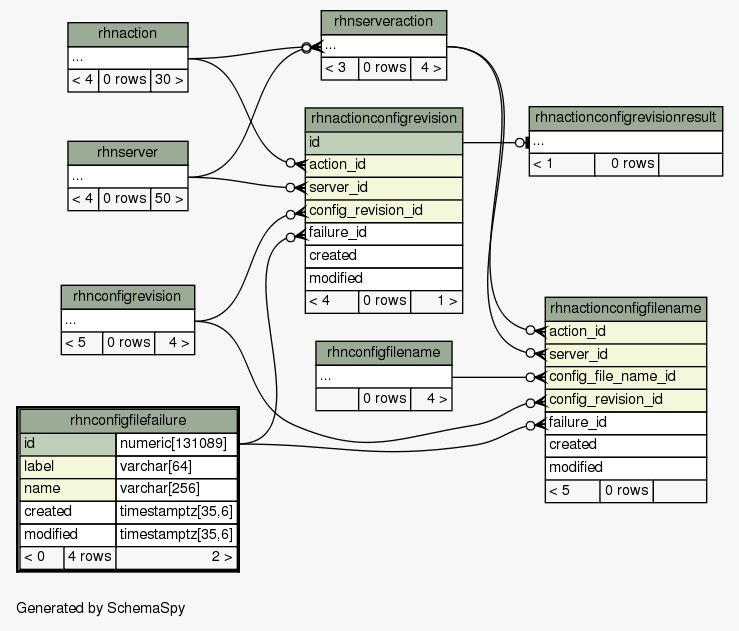 rhnaction
...
< 4 0 rows 30 >
rhnserveraction
...
< 3 0 rows 4 >
rhnserver
...
< 4 0 rows 50 >
rhnactionconfigrevision
id
action_id
server_id
config_revision_id
failure_id
created
modified
< 4 0 rows 1 >
rhnactionconfigrevisionresult
...
< 1 0 rows
rhnconfigrevision
...
< 5 0 rows 4 >
rhnconfigfilename
...
0 rows 4 >
rhnactionconfigfilename
action_id
server_id
config_file_name_id
config_revision_id
failure_id
created
modified
< 5 0 rows
rhnconfigfilefailure
id numeric[131089]
label varchar[64]
name varchar[256]
created timestamptz[35,6]
modified timestamptz[35,6]
< 0 4 rows 2 >
Generated by SchemaSpy